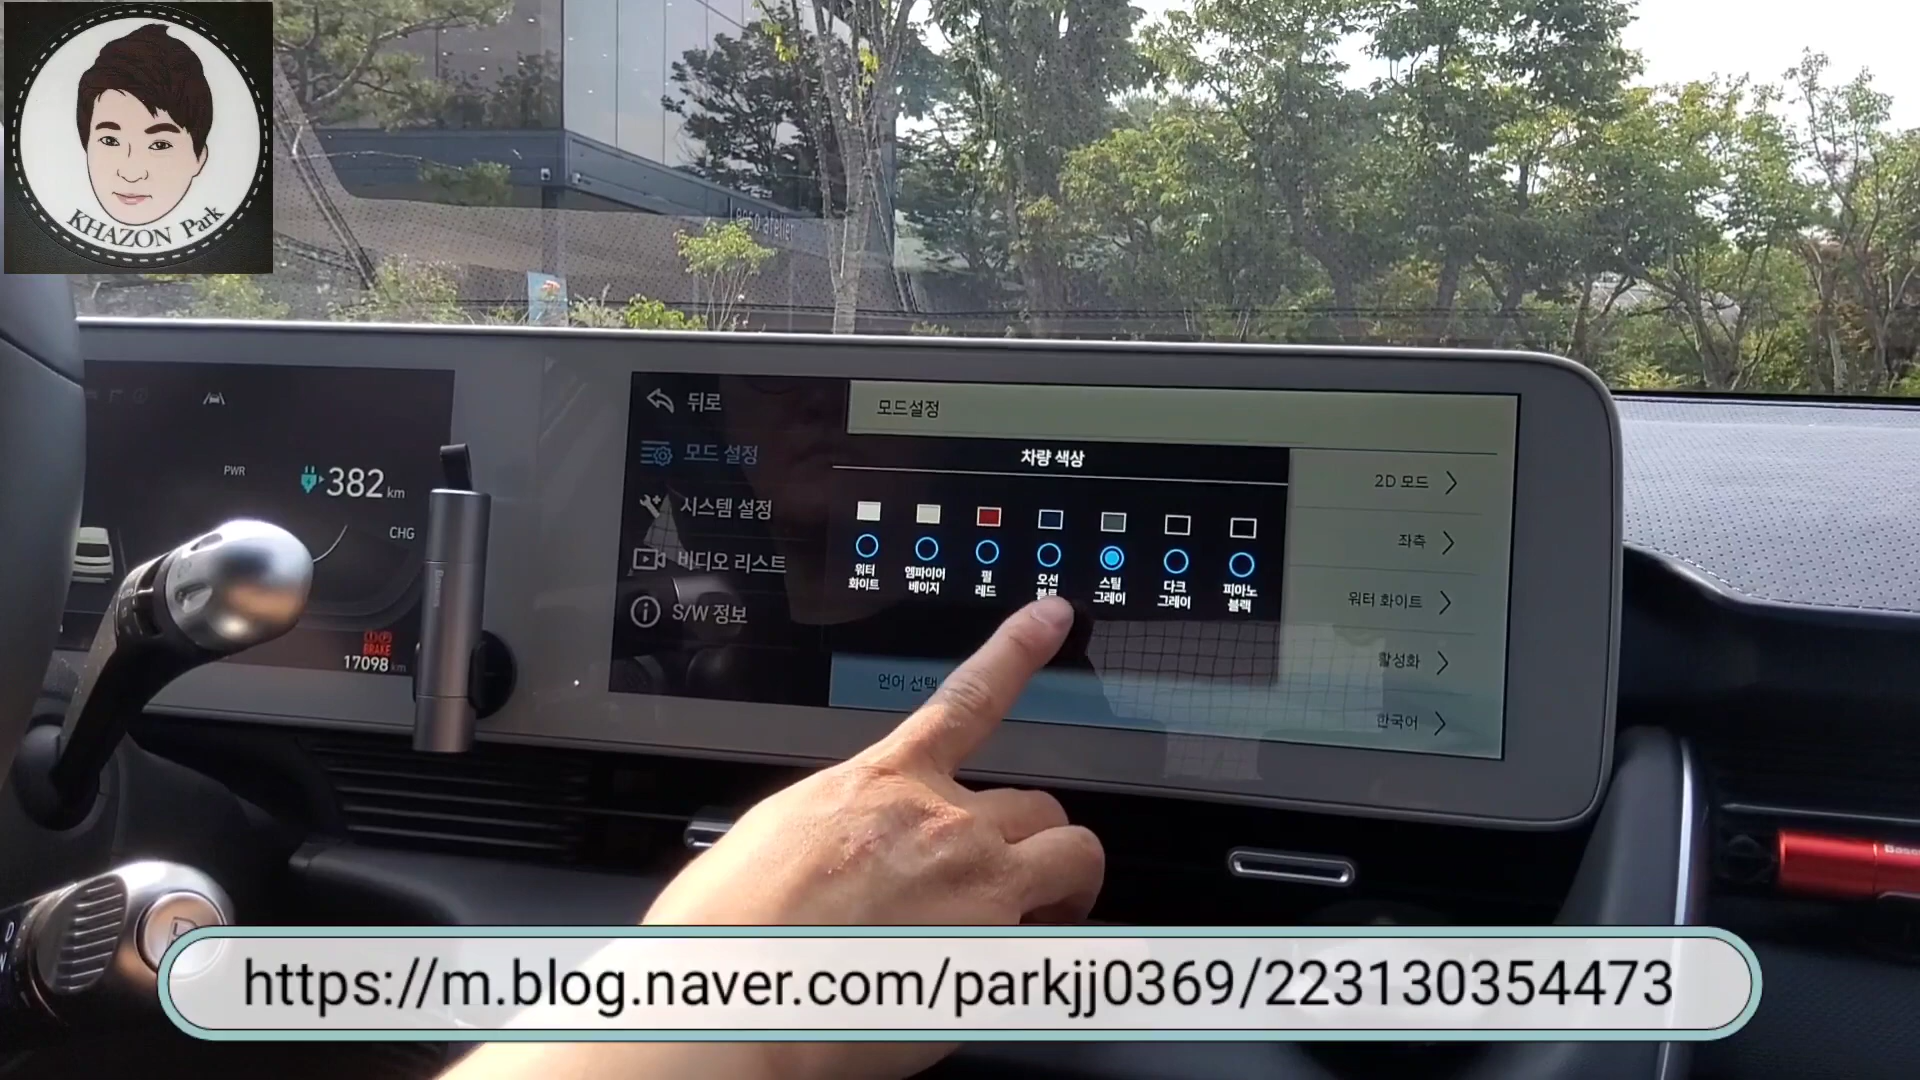 KHAZON Park
뒤로
모드 설정
시스템 설정
비디오 리스트
S/W 정보
모드설정
차량 색상
워터 화이트
엠파이어 베이지
펄 레드
오션 블루
스틸 그레이
다크 그레이
피아노 블랙
2D 모드
좌측
워터 화이트
활성화
언어 선택
한국어
PWR
382 km
CHG
BRAKE
17098 km
Baseus
D
https://m.blog.naver.com/parkjj0369/223130354473